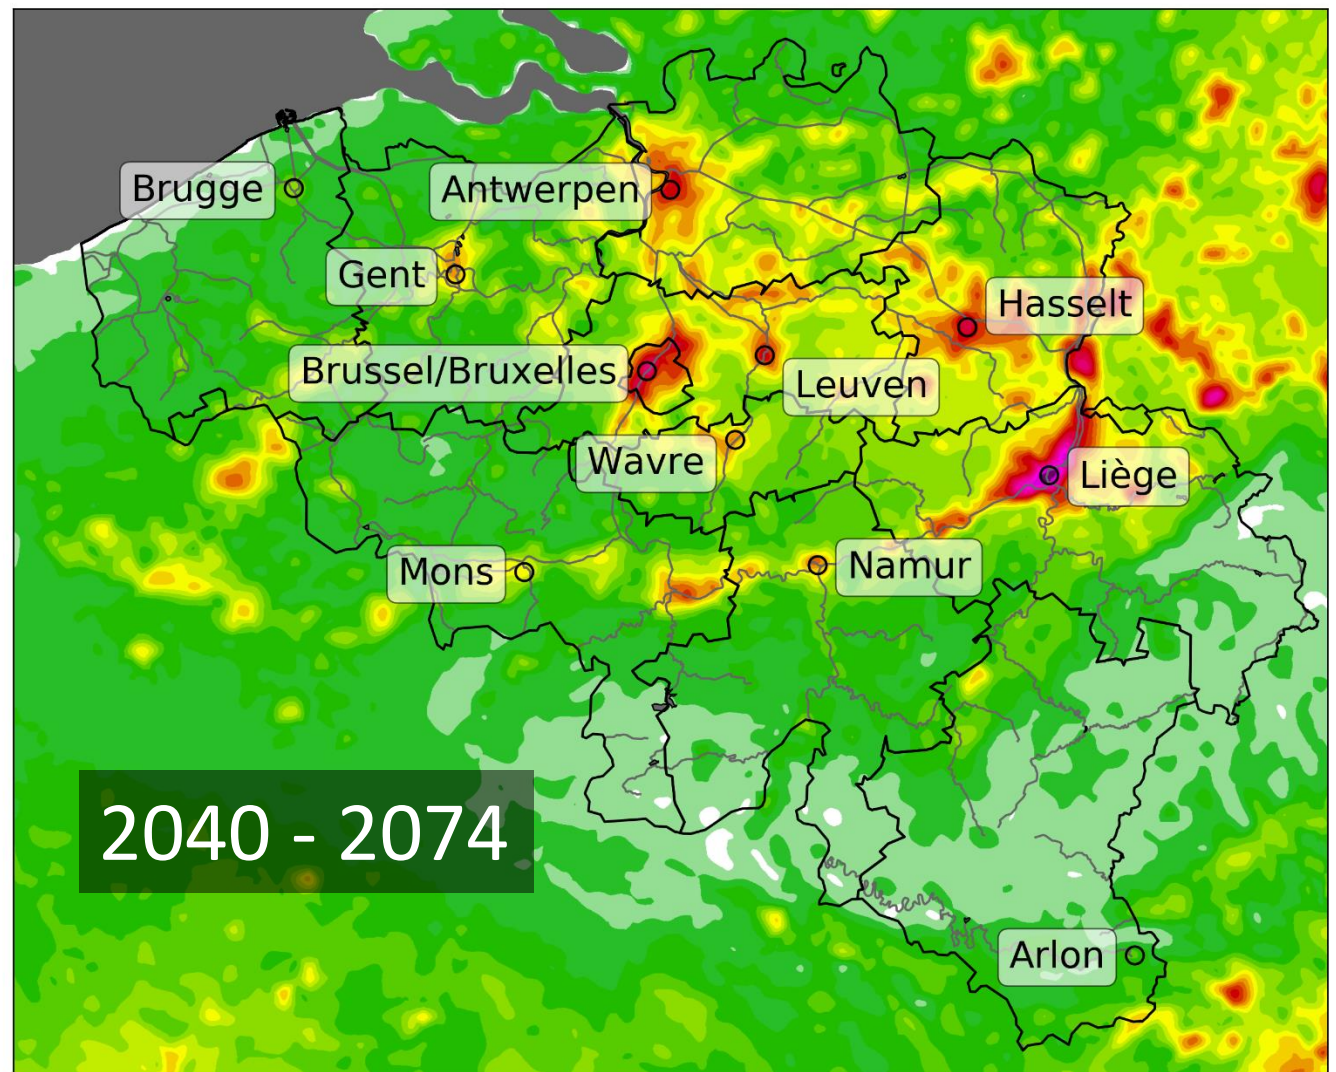 Brugge
Antwerpen
Gent
Hasselt
Brussel/Bruxelles
Leuven
Wavre
Liège
Mons
Namur
2040 - 2074
Arlon